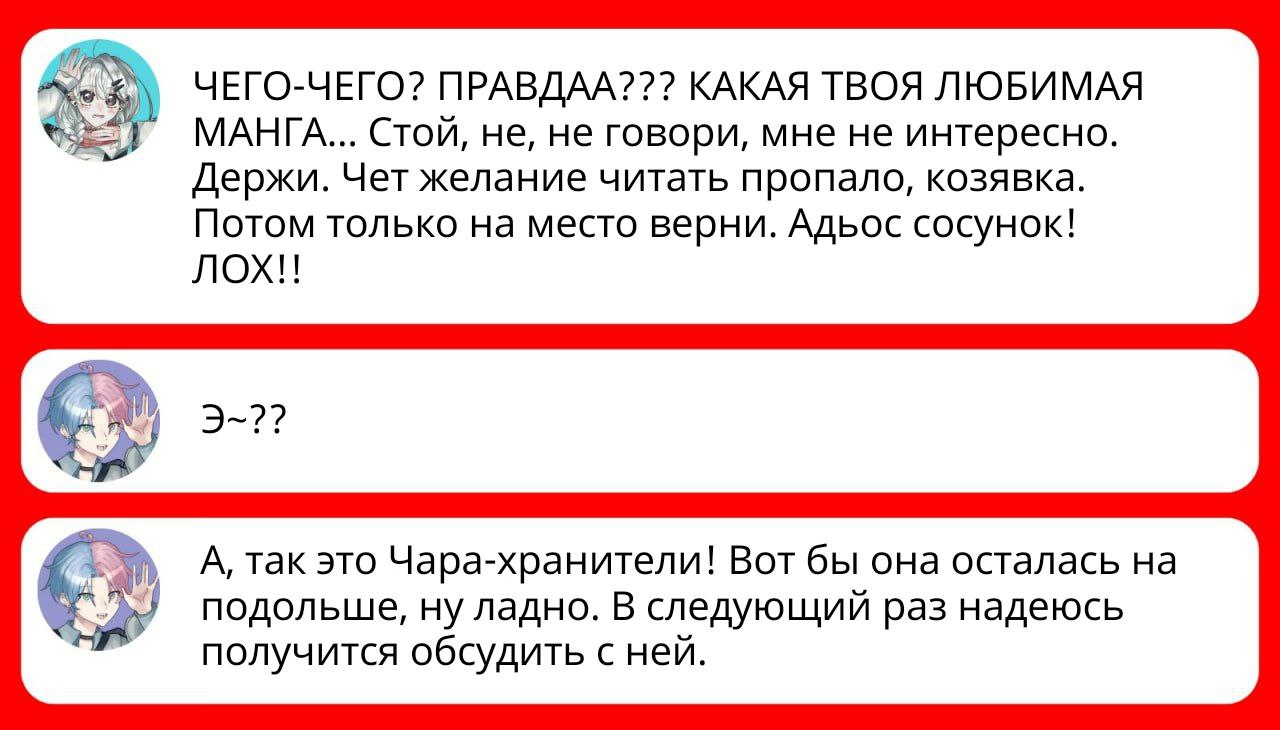 ЧЕГО-ЧЕГО? ПРАВДАА??? КАКАЯ ТВОЯ ЛЮБИМАЯ
МАНГА... Стой, не, не говори, мне не интересно.
Держи. Чет желание читать пропало, козявка.
Потом только на место верни. Адьос сосунок!
ЛОХ!!
Э~??
А, так это Чара-хранители! Вот бы она осталась на
подольше, ну ладно. В следующий раз надеюсь
получится обсудить с ней.